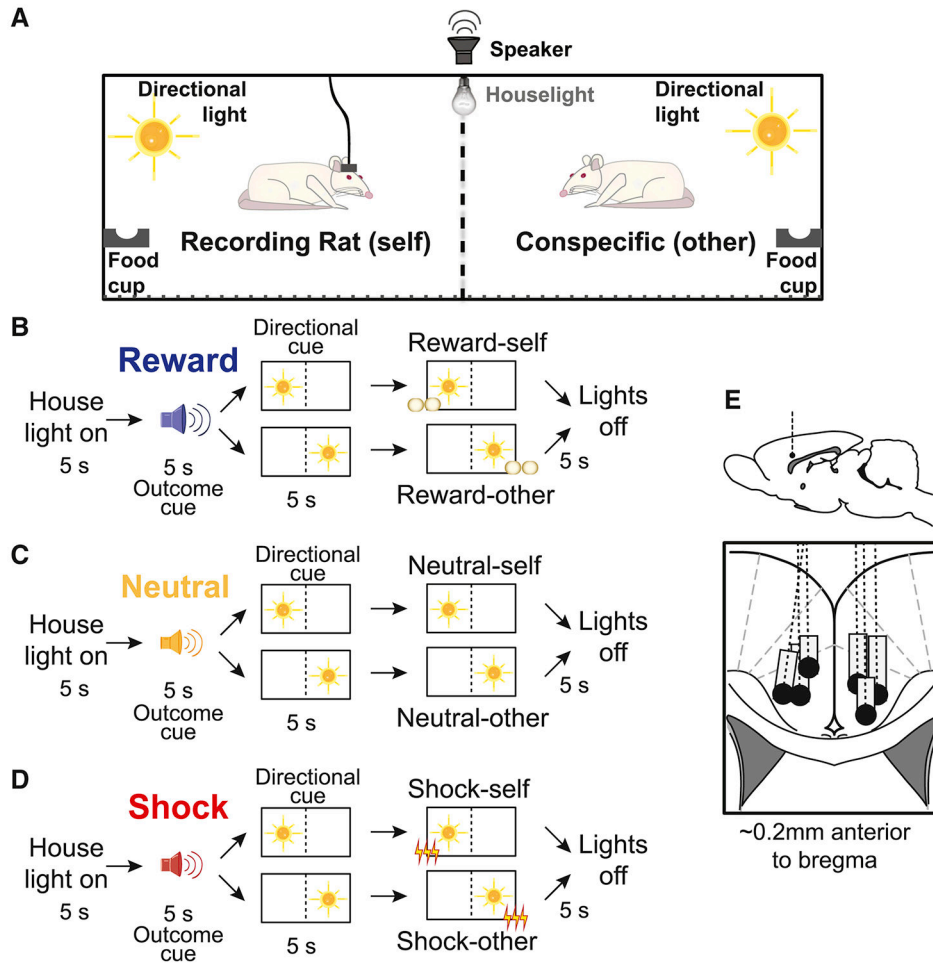 A
Speaker
Directional
light
Houselight
Directional
light
Recording Rat (self)
Conspecific (other)
Food
cup
Food
cup
B
Reward
Directional
cue
Reward-self
House
light on
5 s
5 s
Outcome cue
5 s
Reward-other
5 s
Lights
off
C
Neutral
Directional
cue
Neutral-self
House
light on
5 s
5 s
Outcome
cue
5 s
Neutral-other
5 s
Lights
off
D
Shock
Directional
cue
Shock-self
House
light on
5 s
5 s
Outcome
cue
5 s
Shock-other
5 s
Lights
off
E
~0.2mm anterior
to bregma